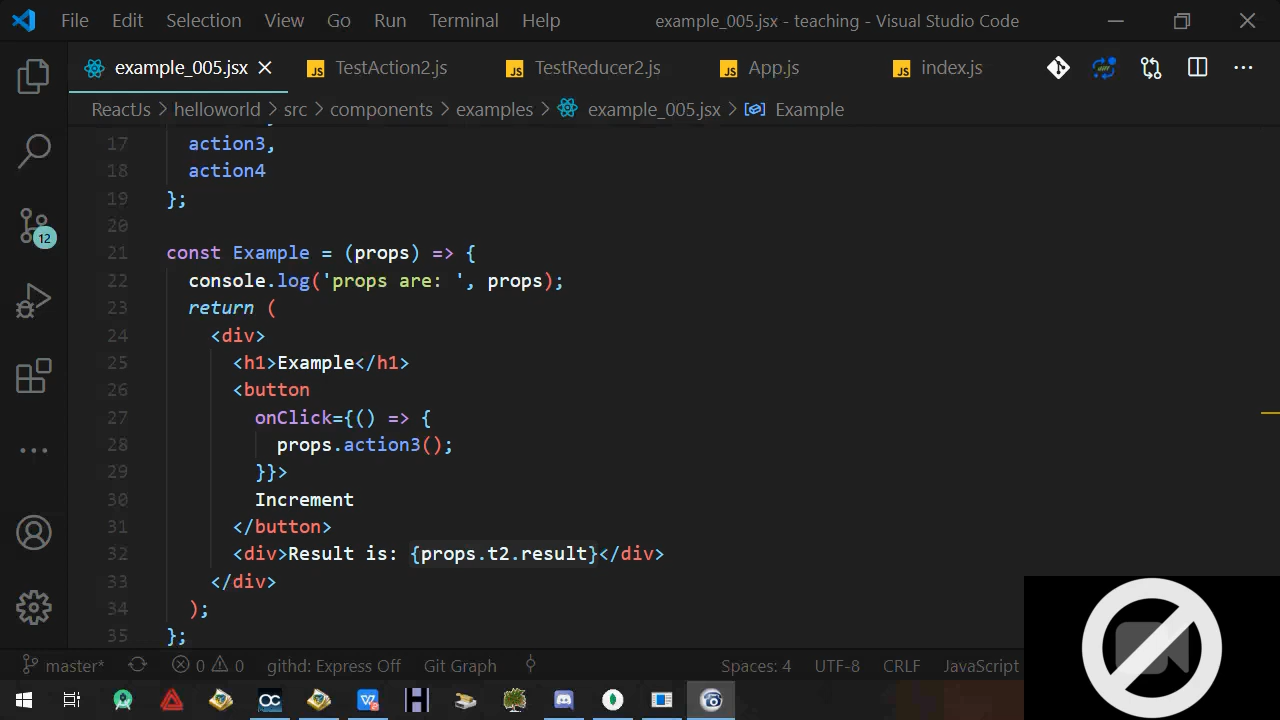 File Edit Selection View Go Run Terminal Help example_005.jsx - teaching - Visual Studio Code
example_005.jsx TestAction2.js TestReducer2.js App.js index.js
ReactJs > helloworld > src > components > examples > example_005.jsx > Example
17 action3,
18 action4
19 };
20
21 const Example = (props) => {
22 console.log('props are: ', props);
23 return (
24 <div>
25 <h1>Example</h1>
26 <button
27 onClick={() => {
28 props.action3();
29 }}>
30 Increment
31 </button>
32 <div>Result is: {props.t2.result}</div>
33 </div>
34 );
35 };
12
master* 0 0 githd: Express Off Git Graph Spaces: 4 UTF-8 CRLF JavaScript